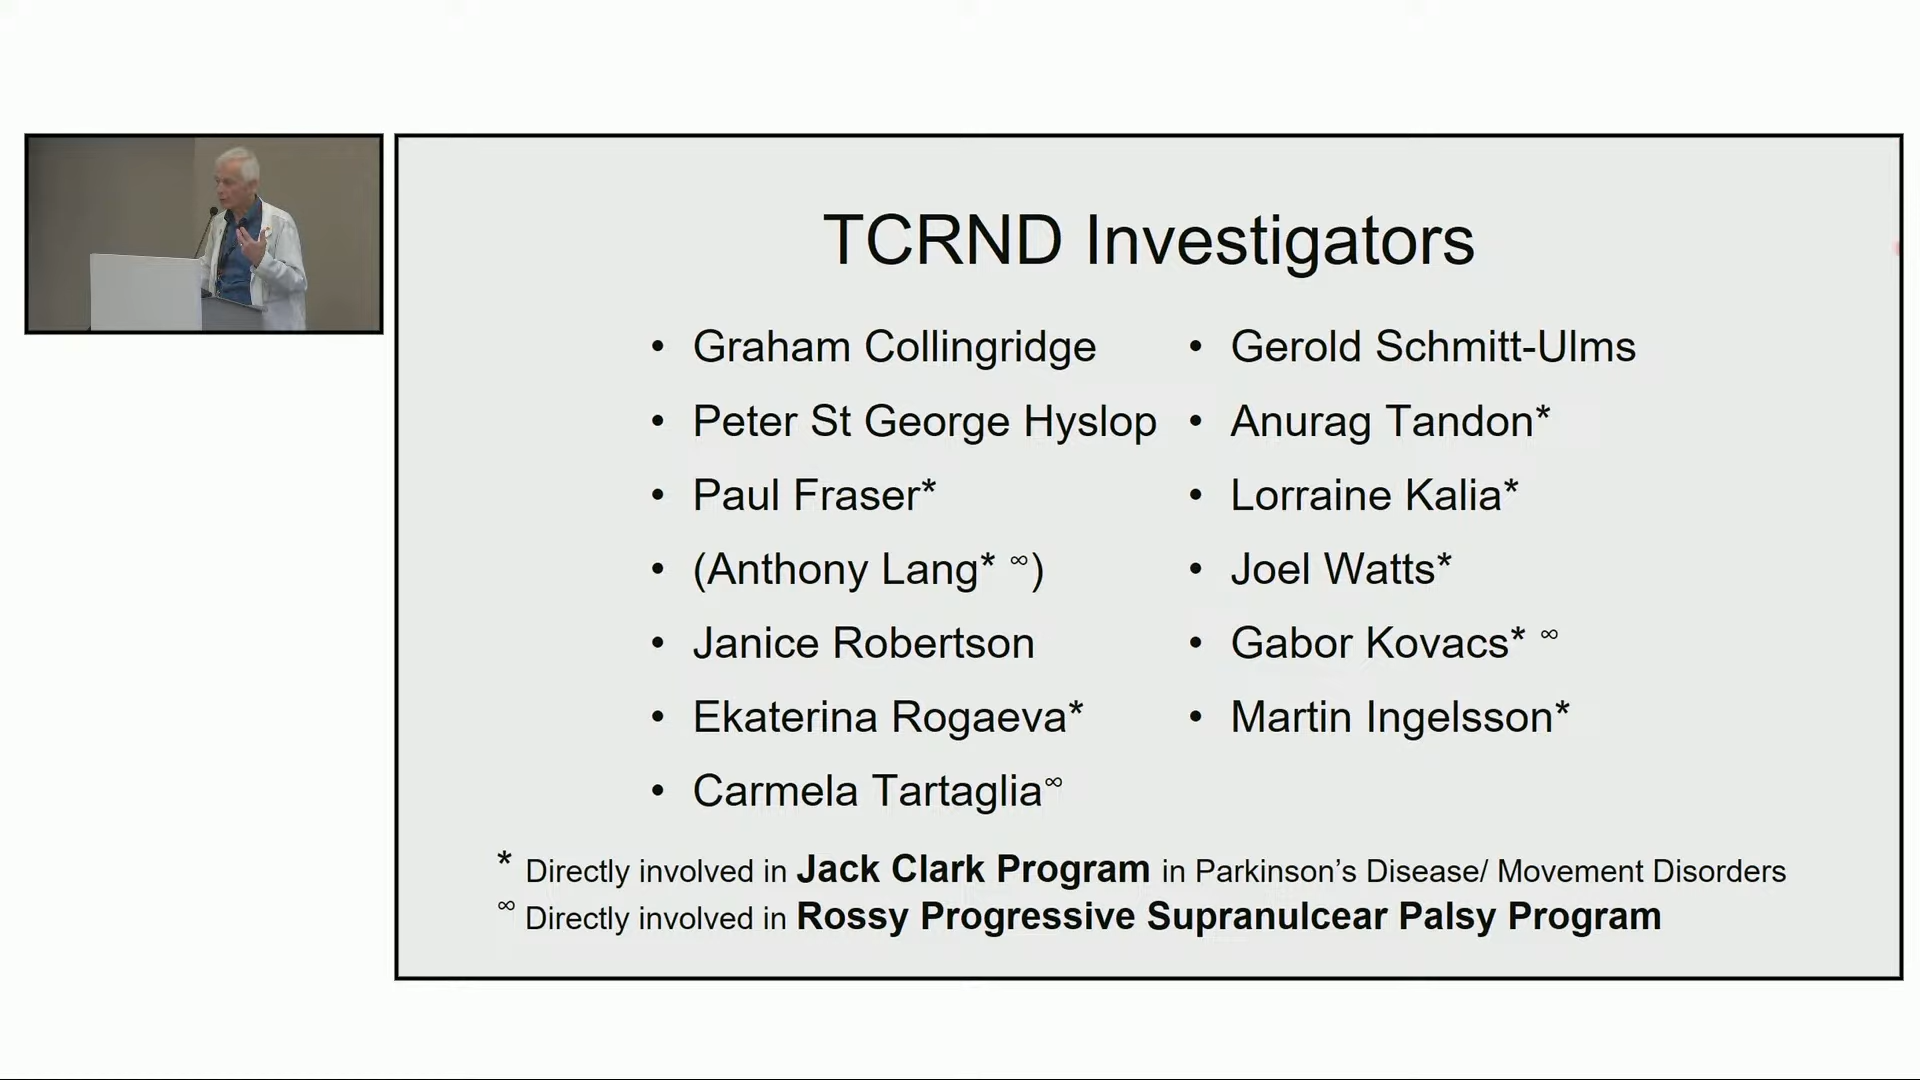 TCRND Investigators
• Graham Collingridge
• Peter St George Hyslop
• Paul Fraser*
• (Anthony Lang* ∞)
• Janice Robertson
• Ekaterina Rogaeva*
• Carmela Tartaglia∞
• Gerold Schmitt-Ulms
• Anurag Tandon*
• Lorraine Kalia*
• Joel Watts*
• Gabor Kovacs* ∞
• Martin Ingelsson*
* Directly involved in Jack Clark Program in Parkinson’s Disease/ Movement Disorders
∞ Directly involved in Rossy Progressive Supranulcear Palsy Program